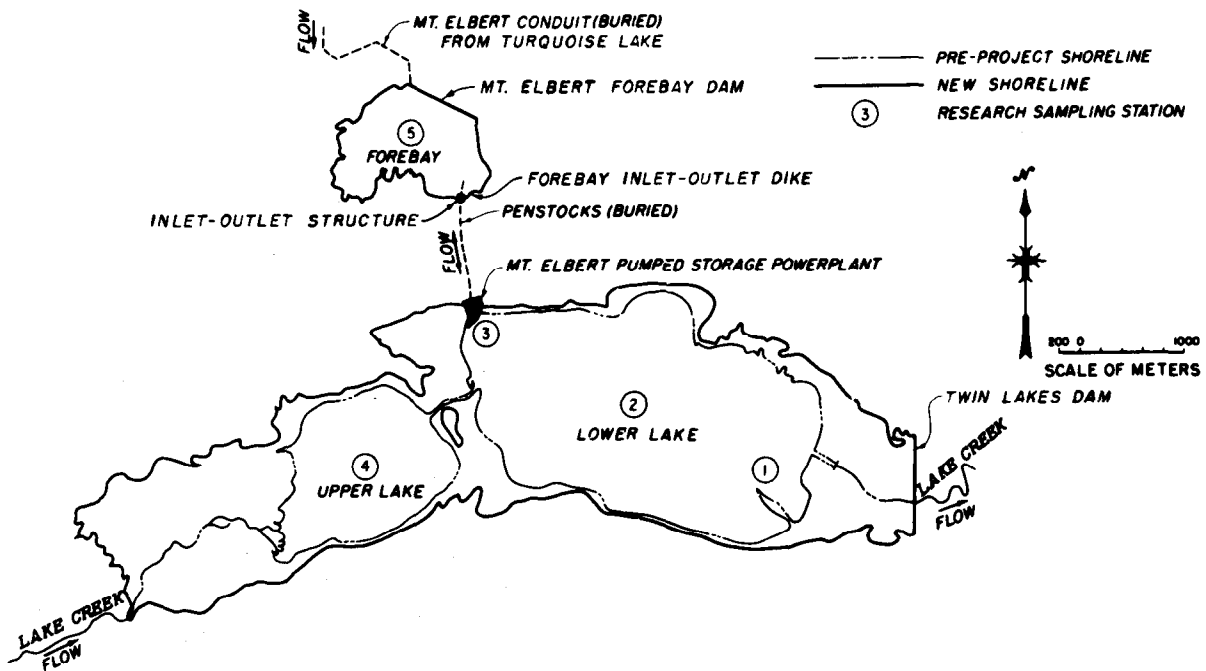 FLOW
MT. ELBERT CONDUIT (BURIED)
FROM TURQUOISE LAKE
PRE-PROJECT SHORELINE
NEW SHORELINE
3
RESEARCH SAMPLING STATION
MT. ELBERT FOREBAY DAM
5
FOREBAY
FOREBAY INLET-OUTLET DIKE
INLET-OUTLET STRUCTURE
PENSTOCKS (BURIED)
FLOW
MT. ELBERT PUMPED STORAGE POWERPLANT
N
200 0 1000
SCALE OF METERS
3
2
LOWER LAKE
TWIN LAKES DAM
LAKE CREEK
FLOW
1
4
UPPER LAKE
LAKE CREEK
FLOW